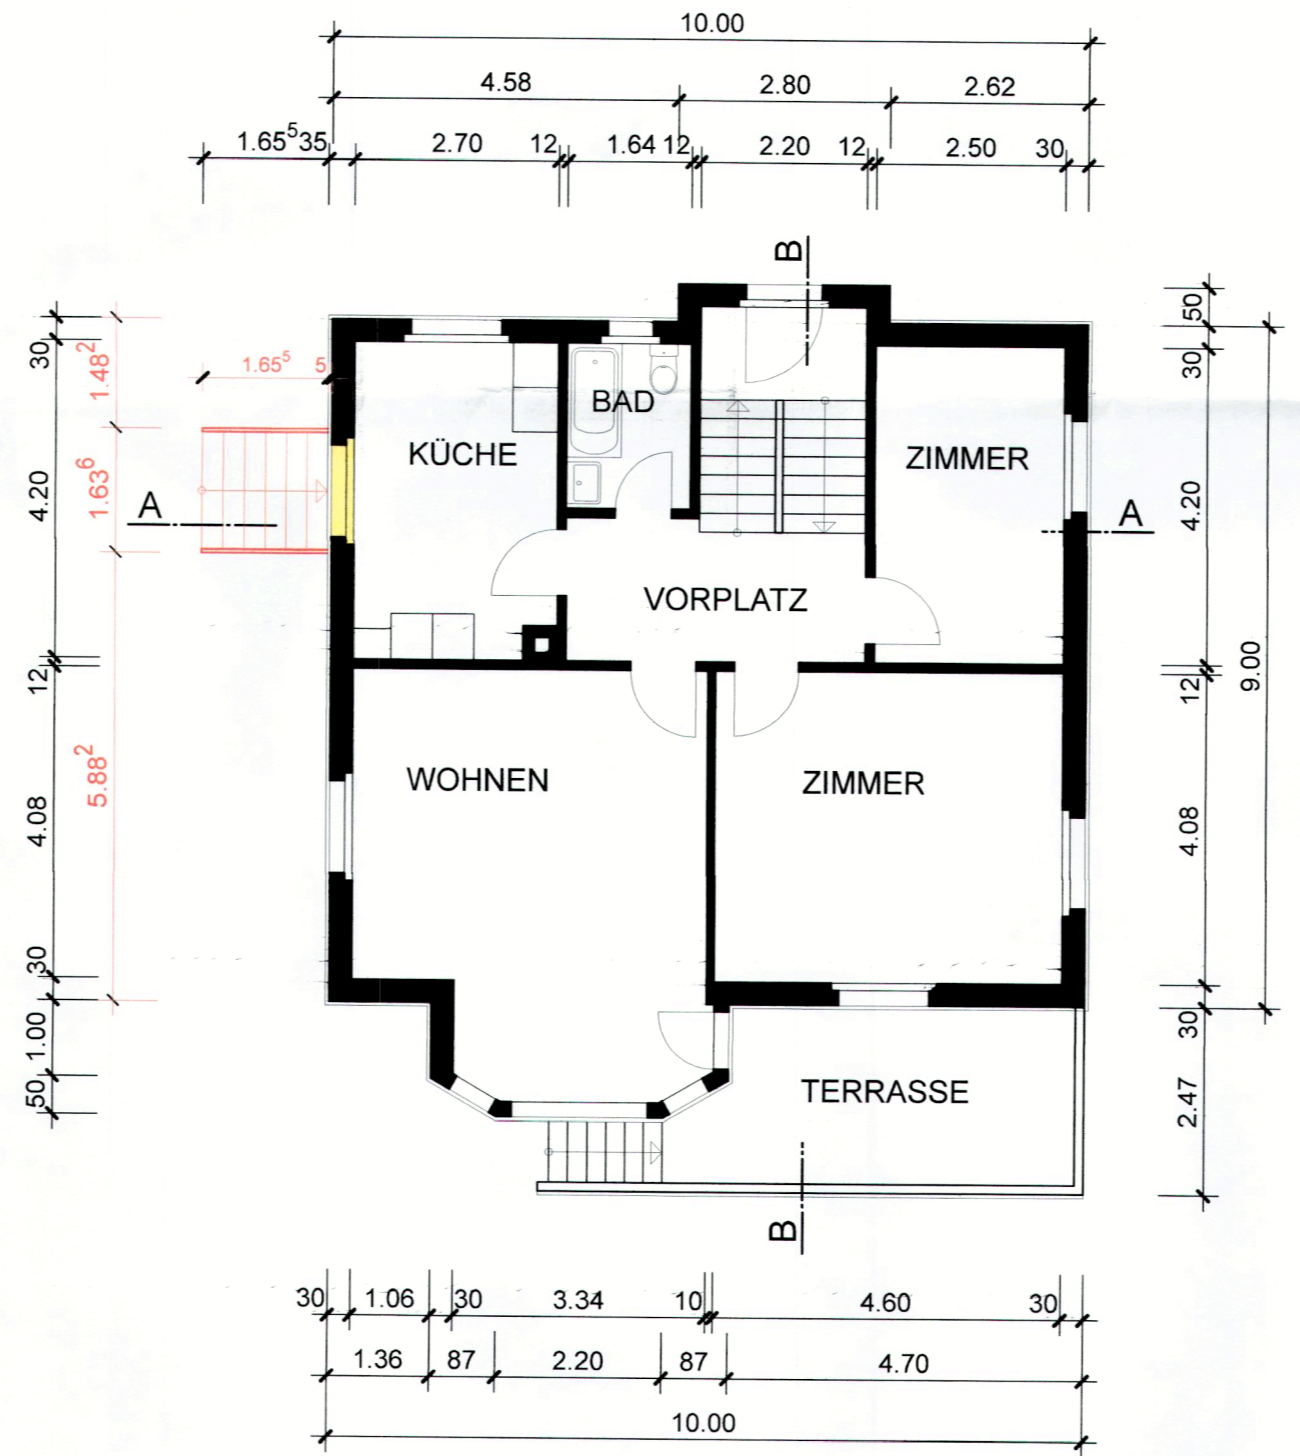 10.00
4.58 2.80 2.62
1.65⁵ 35 2.70 12 1.64 12 2.20 12 2.50 30
B
50
30
30
1.48²
1.65⁵ 5
BAD
KÜCHE
ZIMMER
4.20
1.63⁶
A
A
4.20
VORPLATZ
9.00
12
12
5.88²
WOHNEN
ZIMMER
4.08
4.08
30
30
1.00
50
TERRASSE
2.47
B
30 1.06 30 3.34 10 4.60 30
1.36 87 2.20 87 4.70
10.00